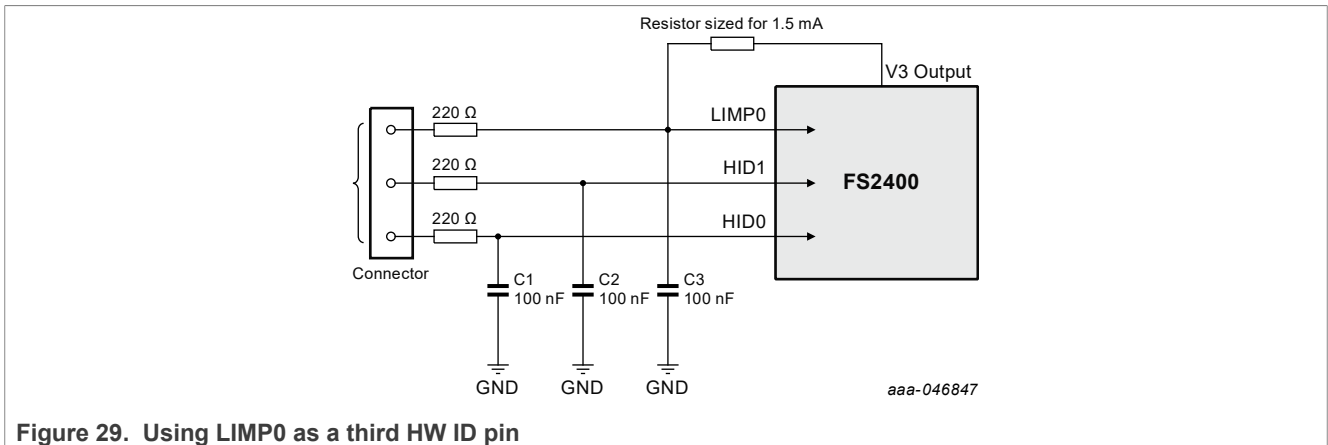 Resistor sized for 1.5 mA
V3 Output
220 Ω
LIMP0
220 Ω
HID1
FS2400
220 Ω
HID0
Connector
C1
100 nF
C2
100 nF
C3
100 nF
GND
GND
GND
aaa-046847
Figure 29. Using LIMP0 as a third HW ID pin